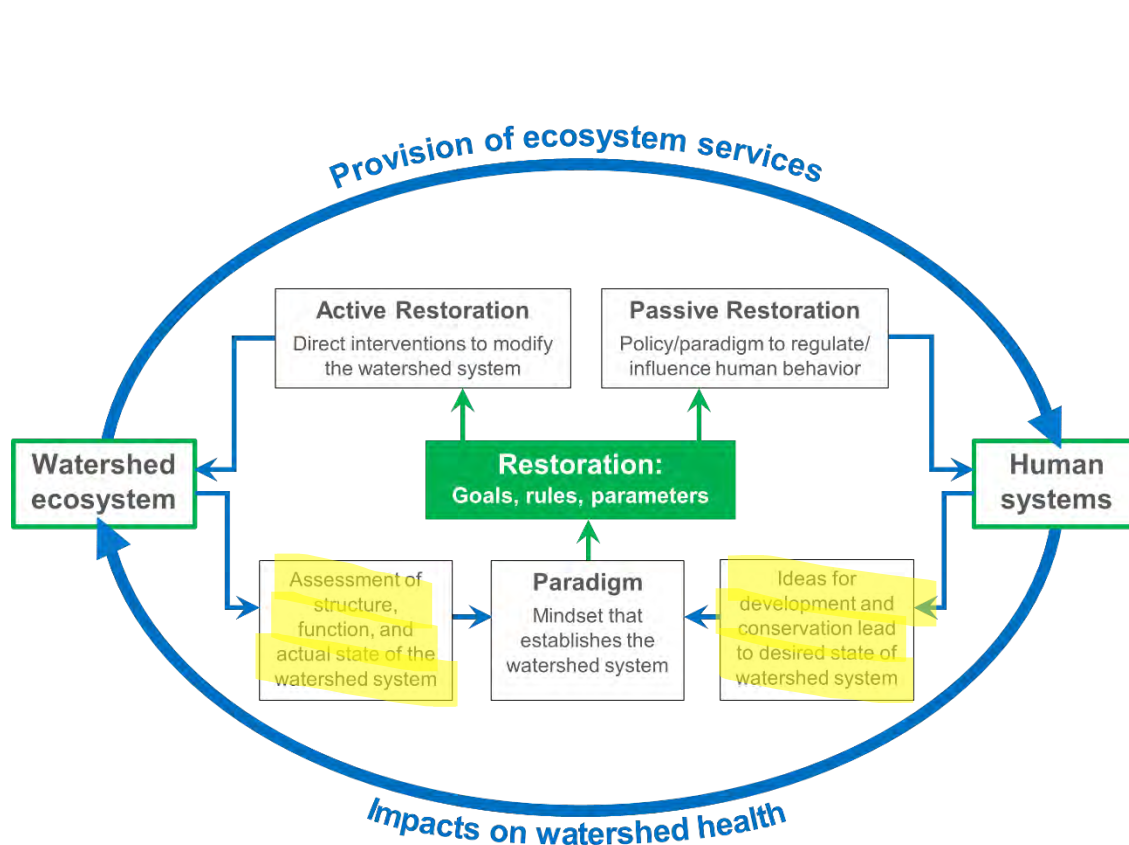 Provision of ecosystem services
Active Restoration
Direct interventions to modify
the watershed system
Passive Restoration
Policy/paradigm to regulate/
influence human behavior
Watershed
ecosystem
Restoration:
Goals, rules, parameters
Human
systems
Assessment of
structure,
function, and
actual state of the
watershed system
Paradigm
Mindset that
establishes the
watershed system
Ideas for
development and
conservation lead
to desired state of
watershed system
Impacts on watershed health